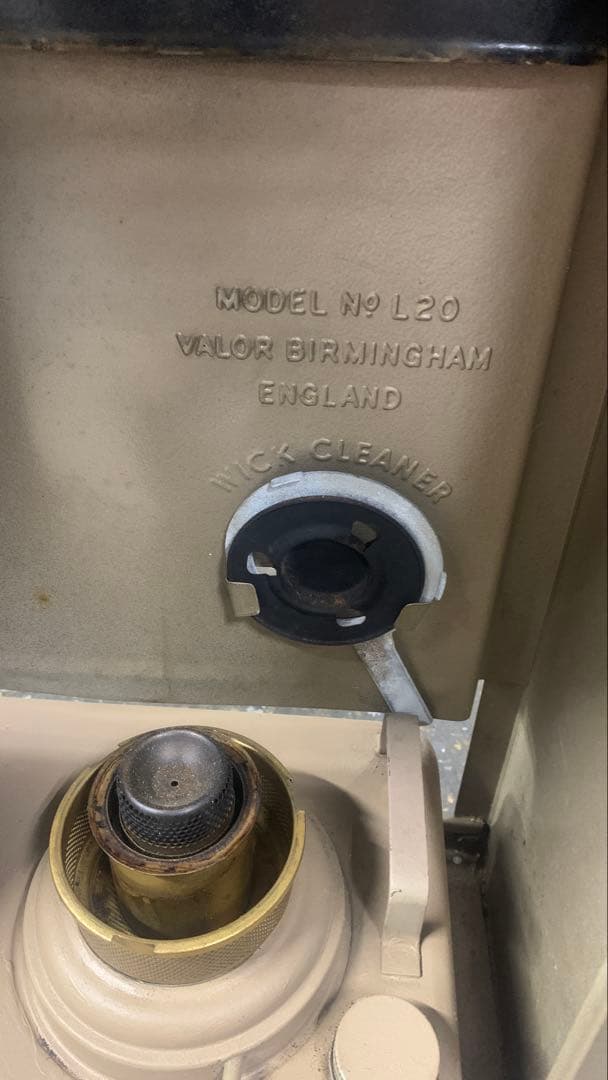 MODEL Nº L20
VALOR BIRMINGHAM
ENGLAND
WICK CLEANER